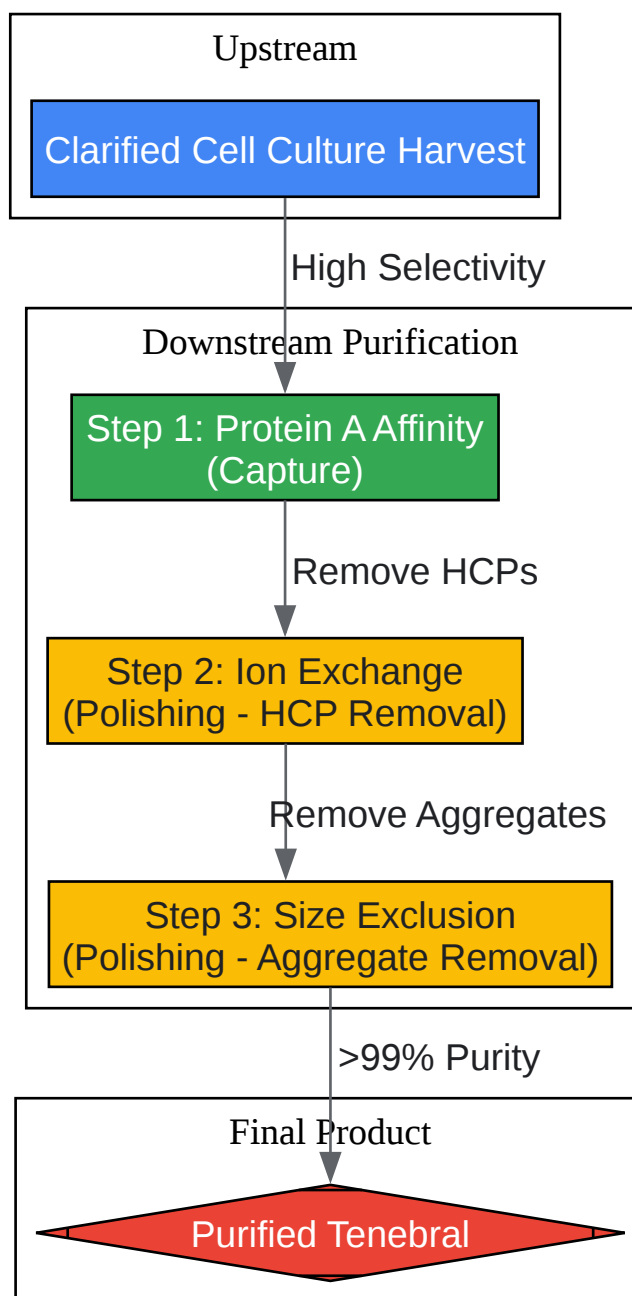 Upstream
Clarified Cell Culture Harvest
High Selectivity
Downstream Purification
Step 1: Protein A Affinity
(Capture)
Remove HCPs
Step 2: Ion Exchange
(Polishing - HCP Removal)
Remove Aggregates
Step 3: Size Exclusion
(Polishing - Aggregate Removal)
>99% Purity
Final Product
Purified Tenebral